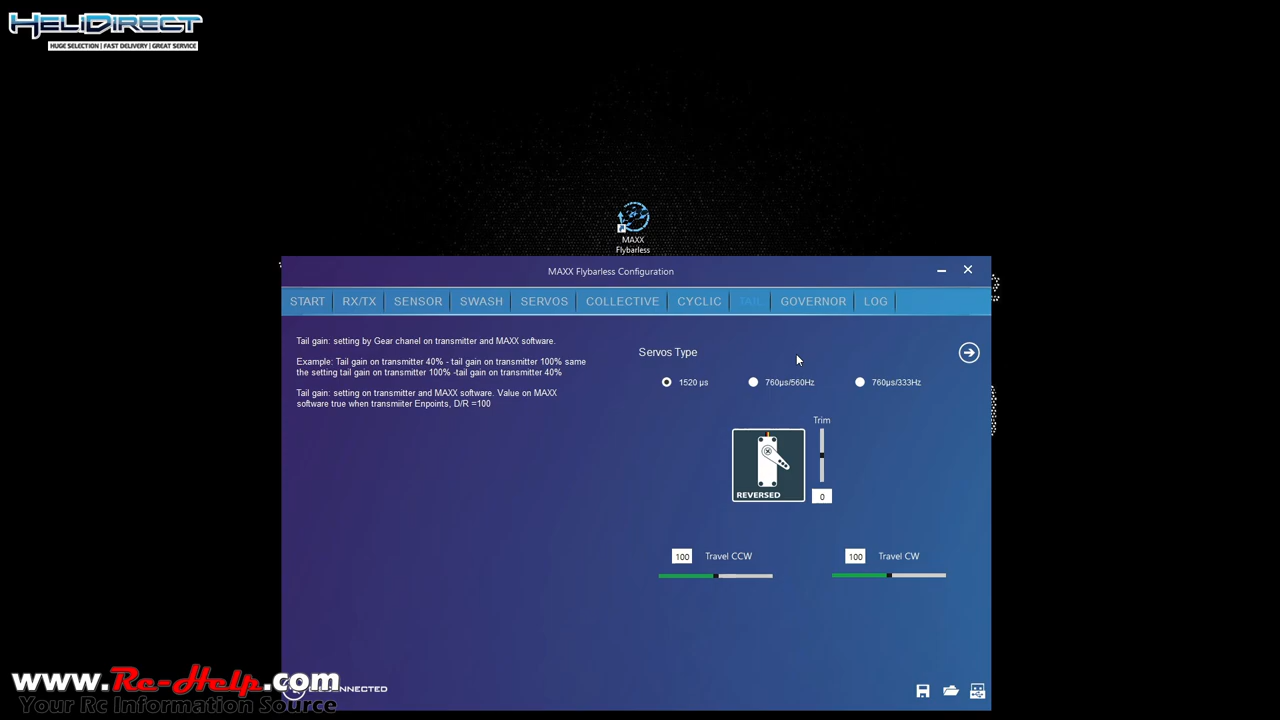 HELIDIRECT
HUGE SELECTION | FAST DELIVERY | GREAT SERVICE
MAXX
Flybarless
MAXX Flybarless Configuration
START RX/TX SENSOR SWASH SERVOS COLLECTIVE CYCLIC TAIL GOVERNOR LOG
Tail gain: setting by Gear chanel on transmitter and MAXX software.
Example: Tail gain on transmitter 40% - tail gain on transmitter 100% same
the setting tail gain on transmitter 100% -tail gain on transmitter 40%
Tail gain: setting on transmitter and MAXX software. Value on MAXX
software true when transmiiter Enpoints, D/R =100
Servos Type
1520 µs 760µs/560Hz 760µs/333Hz
Trim
REVERSED
0
100 Travel CCW 100 Travel CW
www.Rc-Help.com
Your Rc Information Source